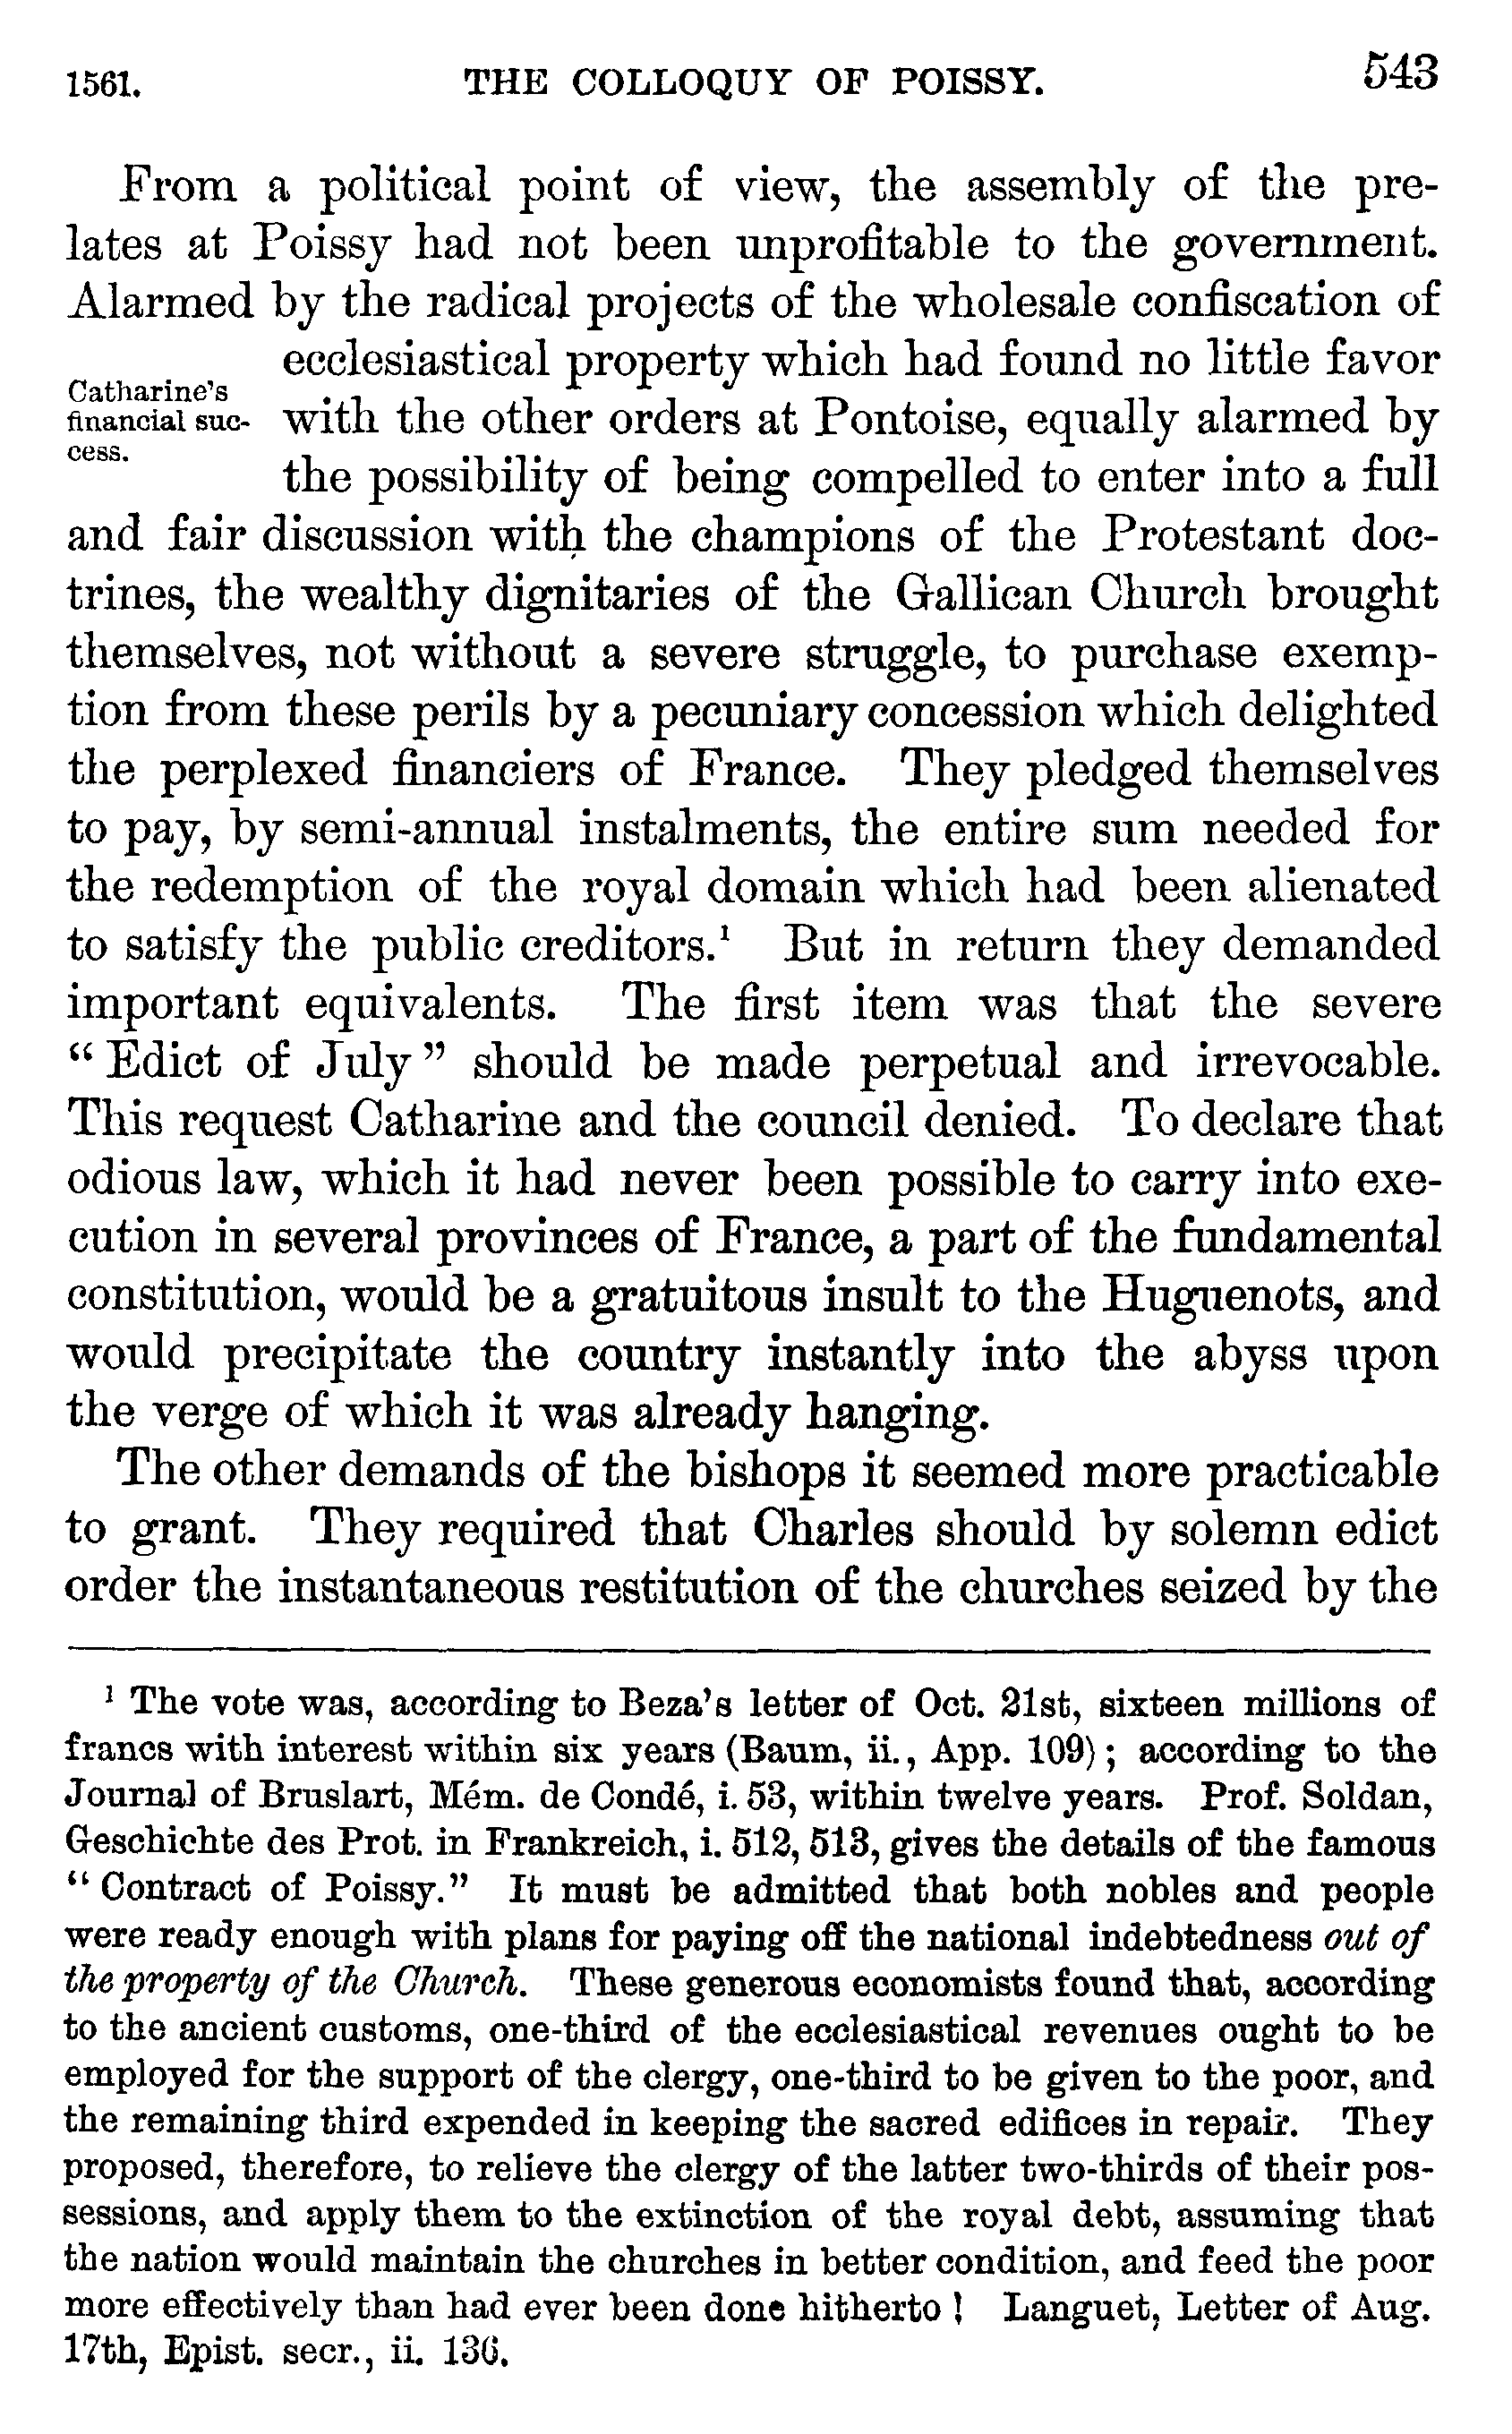 1561. THE COLLOQUY OF POISSY. 543
From a political point of view, the assembly of the pre-
lates at Poissy had not been unprofitable to the government.
Alarmed by the radical projects of the wholesale confiscation of
ecclesiastical property which had found no little favor
Catharine's
financial suc-
cess.
with the other orders at Pontoise, equally alarmed by
the possibility of being compelled to enter into a full
and fair discussion with the champions of the Protestant doc-
trines, the wealthy dignitaries of the Gallican Church brought
themselves, not without a severe struggle, to purchase exemp-
tion from these perils by a pecuniary concession which delighted
the perplexed financiers of France. They pledged themselves
to pay, by semi-annual instalments, the entire sum needed for
the redemption of the royal domain which had been alienated
to satisfy the public creditors.¹ But in return they demanded
important equivalents. The first item was that the severe
“Edict of July” should be made perpetual and irrevocable.
This request Catharine and the council denied. To declare that
odious law, which it had never been possible to carry into exe-
cution in several provinces of France, a part of the fundamental
constitution, would be a gratuitous insult to the Huguenots, and
would precipitate the country instantly into the abyss upon
the verge of which it was already hanging.
The other demands of the bishops it seemed more practicable
to grant. They required that Charles should by solemn edict
order the instantaneous restitution of the churches seized by the
¹ The vote was, according to Beza's letter of Oct. 21st, sixteen millions of
francs with interest within six years (Baum, ii., App. 109); according to the
Journal of Bruslart, Mém. de Condé, i. 53, within twelve years. Prof. Soldan,
Geschichte des Prot. in Frankreich, i. 512, 513, gives the details of the famous
“Contract of Poissy.” It must be admitted that both nobles and people
were ready enough with plans for paying off the national indebtedness out of
the property of the Church. These generous economists found that, according
to the ancient customs, one-third of the ecclesiastical revenues ought to be
employed for the support of the clergy, one-third to be given to the poor, and
the remaining third expended in keeping the sacred edifices in repair. They
proposed, therefore, to relieve the clergy of the latter two-thirds of their pos-
sessions, and apply them to the extinction of the royal debt, assuming that
the nation would maintain the churches in better condition, and feed the poor
more effectively than had ever been done hitherto! Languet, Letter of Aug.
17th, Epist. secr., ii. 136.